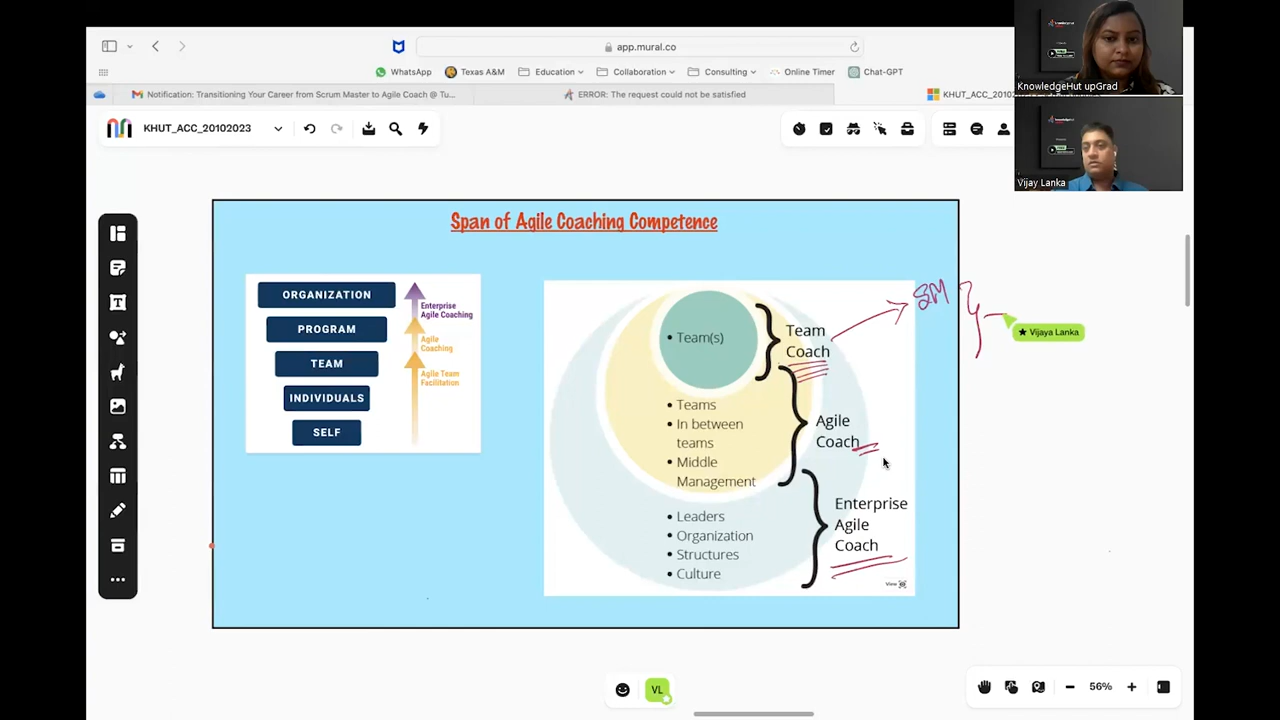 app.mural.co
WhatsApp
Texas A&M
Education
Collaboration
Consulting
Online Timer
Chat-GPT
Notification: Transitioning Your Career from Scrum Master to Agile Coach @ Tu...
ERROR: The request could not be satisfied
KHUT_ACC_20102023
KnowledgeHut upGrad
Vijay Lanka
Span of Agile Coaching Competence
ORGANIZATION
PROGRAM
TEAM
INDIVIDUALS
SELF
Enterprise
Agile Coaching
Agile
Coaching
Agile Team
Facilitation
• Team(s)
Team
Coach
SM
Vijaya Lanka
• Teams
• In between
teams
• Middle
Management
Agile
Coach
• Leaders
• Organization
• Structures
• Culture
Enterprise
Agile
Coach
View
VL
56%